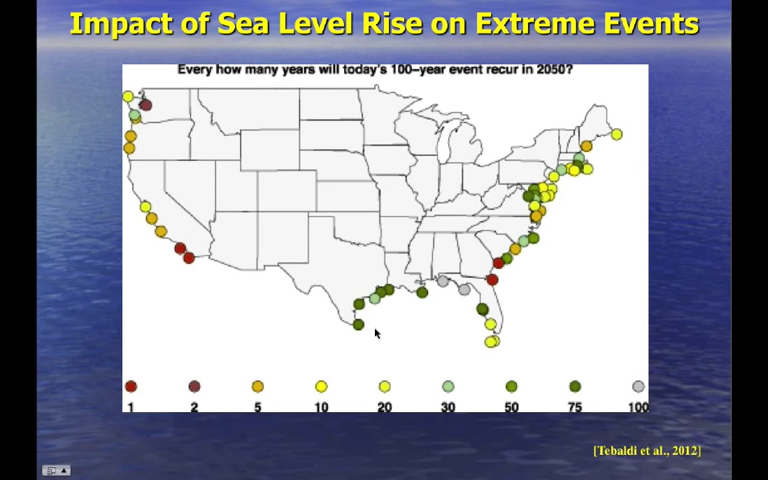 Impact of Sea Level Rise on Extreme Events
Every how many years will today's 100-year event recur in 2050?
1 2 5 10 20 30 50 75 100
[Tebaldi et al., 2012]